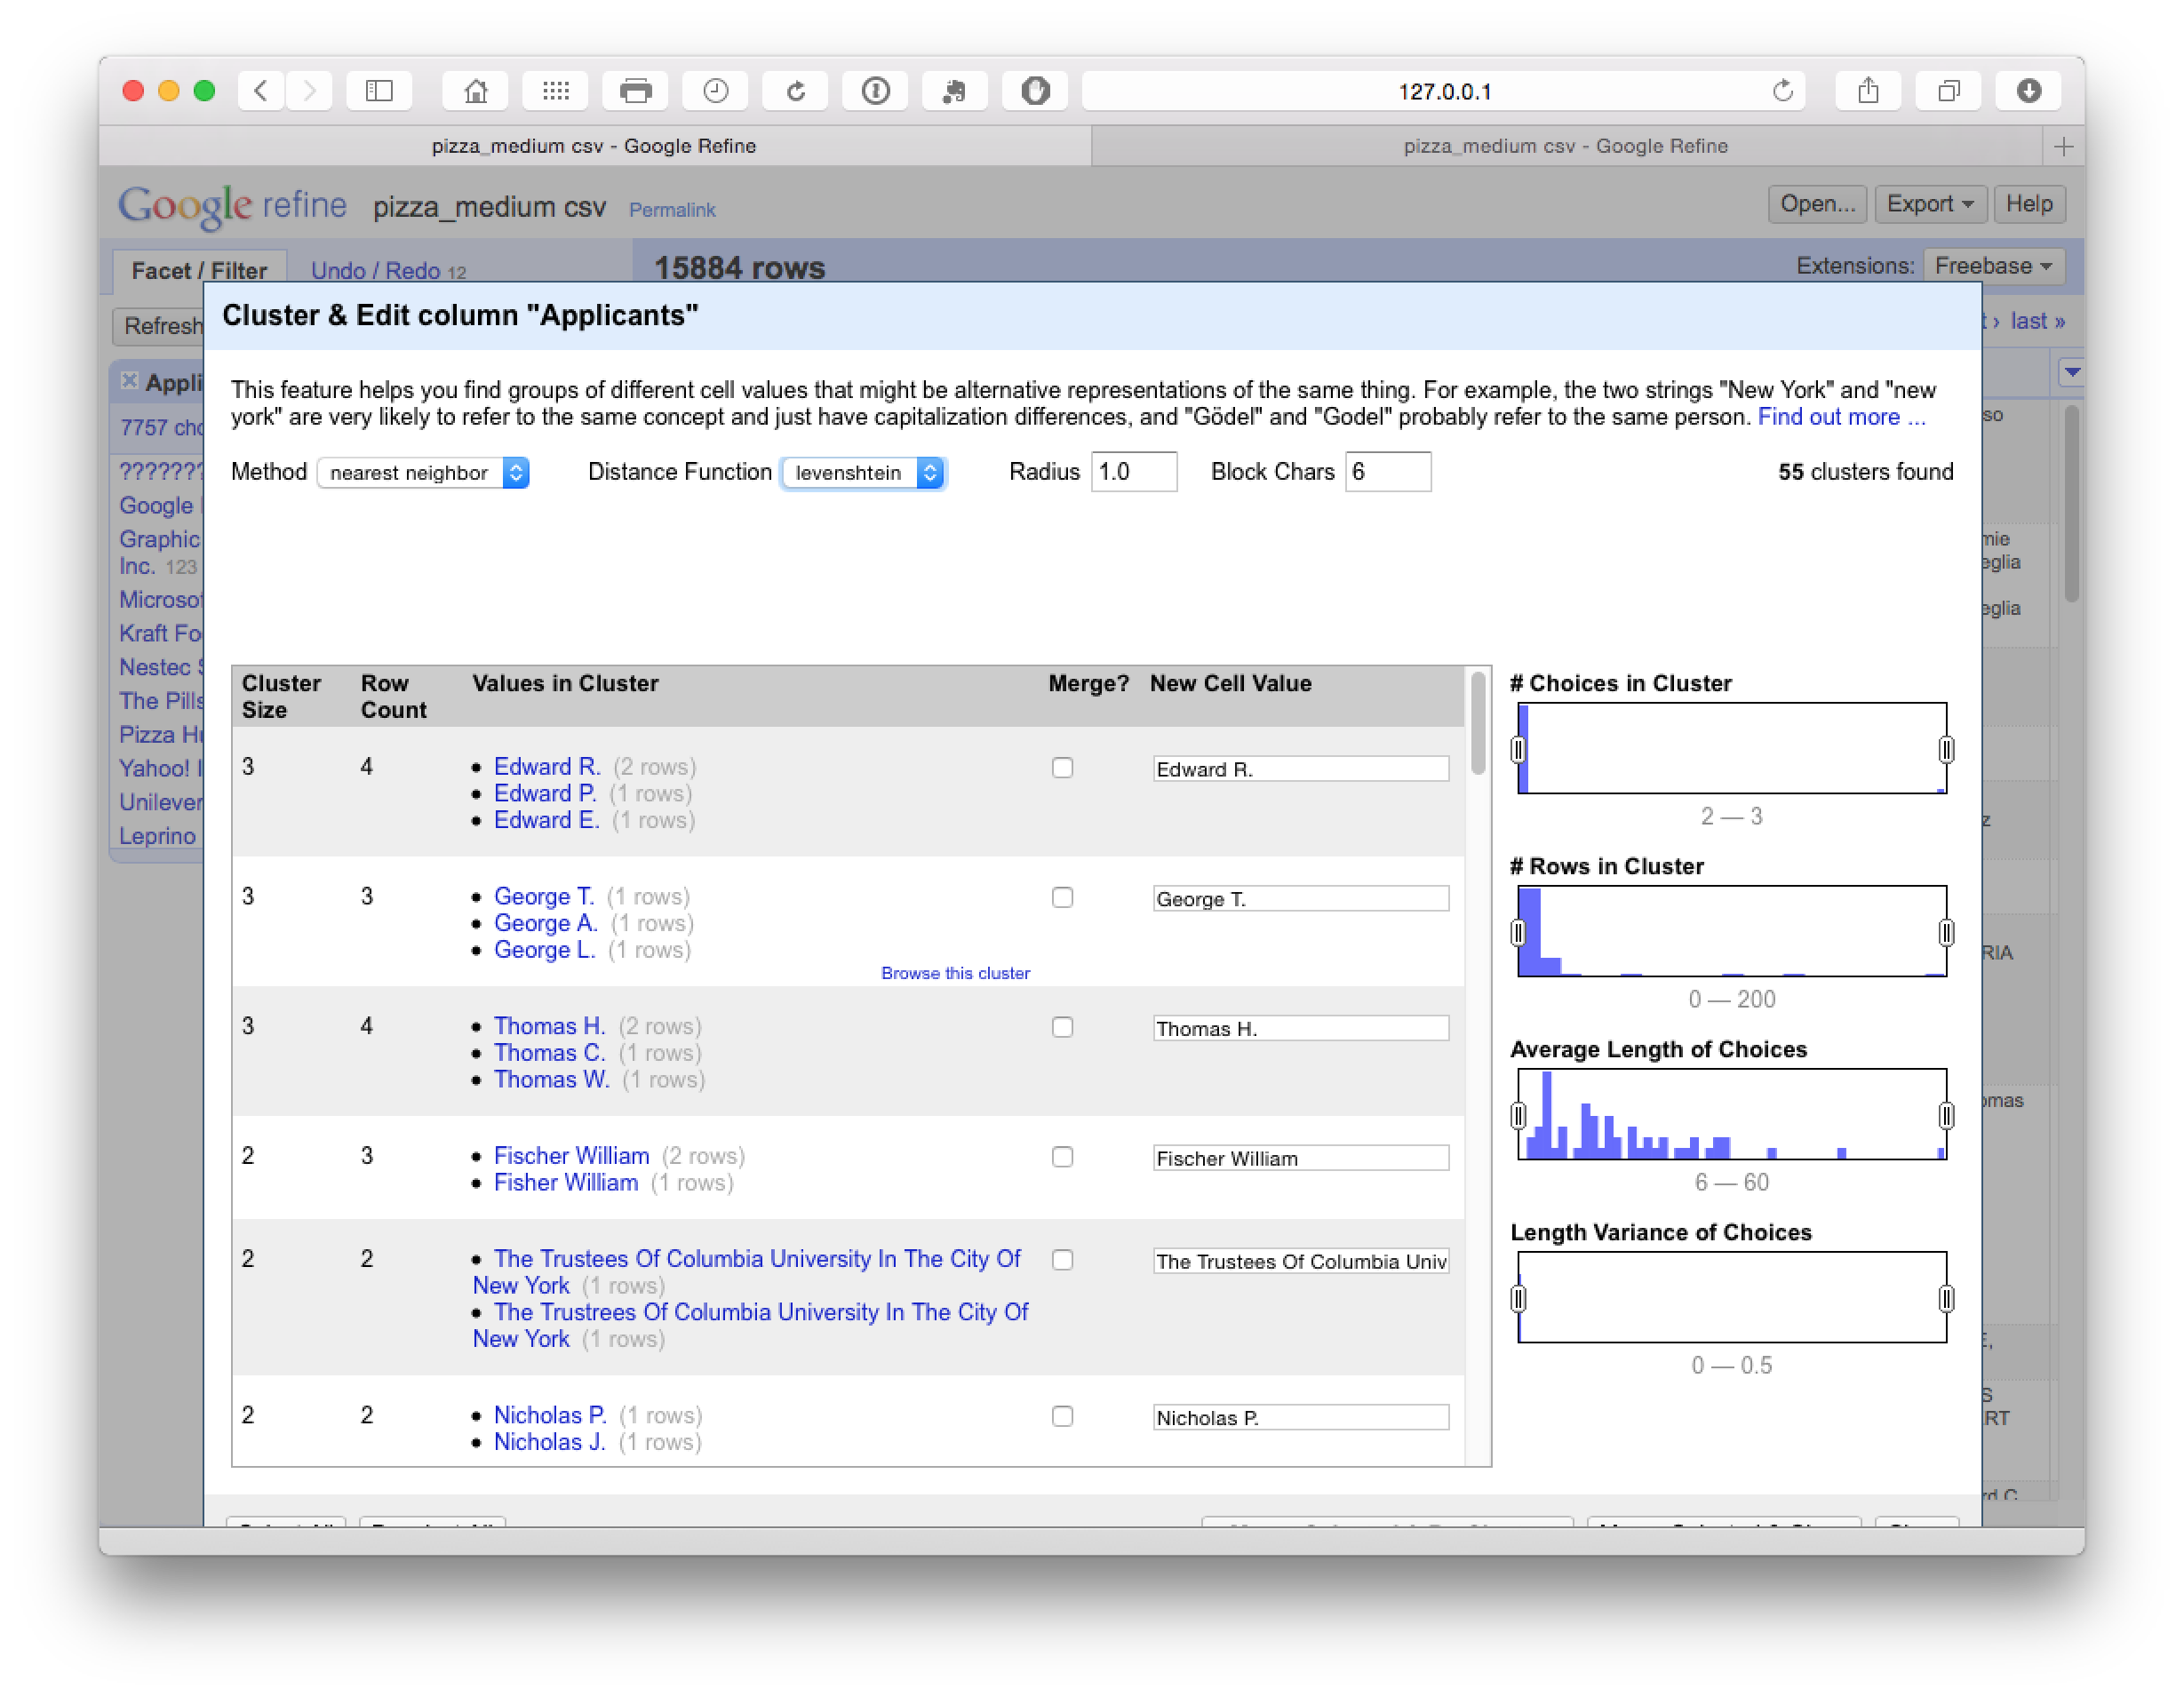 127.0.0.1
pizza_medium csv - Google Refine
pizza_medium csv - Google Refine
Google refine pizza_medium csv Permalink
Open... Export Help
Facet / Filter Undo / Redo 12
15884 rows
Extensions: Freebase
Refresh
last »
Cluster & Edit column "Applicants"
This feature helps you find groups of different cell values that might be alternative representations of the same thing. For example, the two strings "New York" and "new
york" are very likely to refer to the same concept and just have capitalization differences, and "Gödel" and "Godel" probably refer to the same person. Find out more ...
Method nearest neighbor Distance Function levenshtein Radius 1.0 Block Chars 6 55 clusters found
Appli
7757 cho
???????
Google
Graphic
Inc. 123
Microsof
Kraft Fo
Nestec
The Pills
Pizza Hu
Yahoo! I
Unilever
Leprino
Cluster Size Row Count Values in Cluster Merge? New Cell Value
3 4 Edward R. (2 rows) Edward R.
Edward P. (1 rows)
Edward E. (1 rows)
3 3 George T. (1 rows) George T.
George A. (1 rows)
George L. (1 rows)
Browse this cluster
3 4 Thomas H. (2 rows) Thomas H.
Thomas C. (1 rows)
Thomas W. (1 rows)
2 3 Fischer William (2 rows) Fischer William
Fisher William (1 rows)
2 2 The Trustees Of Columbia University In The City Of The Trustees Of Columbia Univ
New York (1 rows)
The Trustrees Of Columbia University In The City Of
New York (1 rows)
2 2 Nicholas P. (1 rows) Nicholas P.
Nicholas J. (1 rows)
# Choices in Cluster
2 — 3
# Rows in Cluster
0 — 200
Average Length of Choices
6 — 60
Length Variance of Choices
0 — 0.5
so
mie
eglia
eglia
z
RIA
omas
E,
S
RT